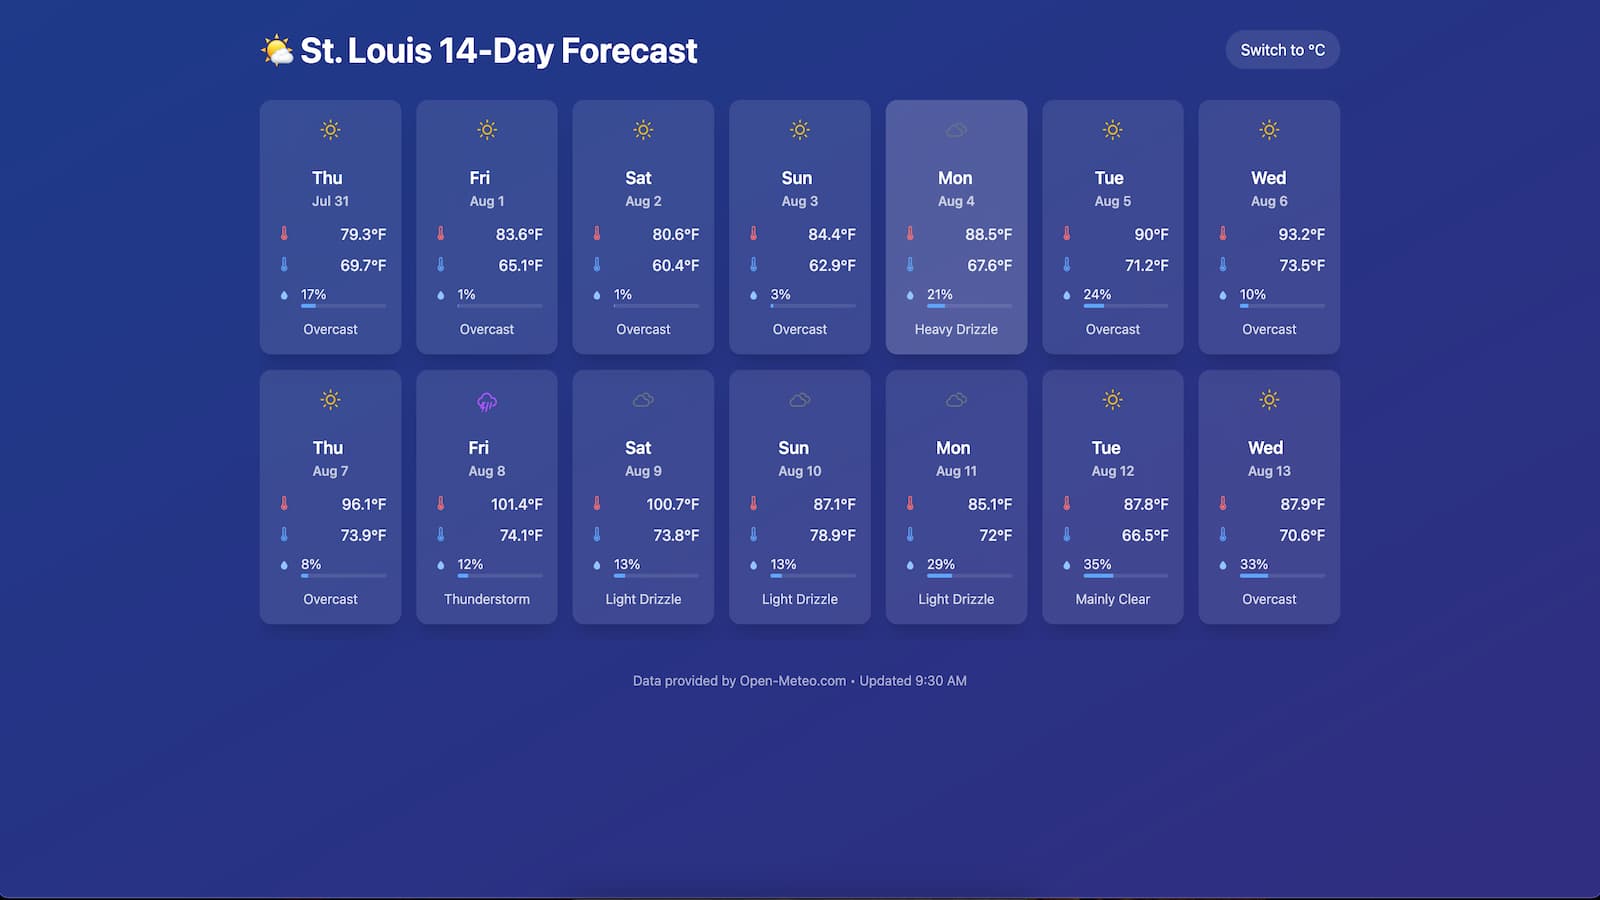 St. Louis 14-Day Forecast
Switch to °C
Thu
Jul 31
79.3°F
69.7°F
17%
Overcast
Fri
Aug 1
83.6°F
65.1°F
1%
Overcast
Sat
Aug 2
80.6°F
60.4°F
1%
Overcast
Sun
Aug 3
84.4°F
62.9°F
3%
Overcast
Mon
Aug 4
88.5°F
67.6°F
21%
Heavy Drizzle
Tue
Aug 5
90°F
71.2°F
24%
Overcast
Wed
Aug 6
93.2°F
73.5°F
10%
Overcast
Thu
Aug 7
96.1°F
73.9°F
8%
Overcast
Fri
Aug 8
101.4°F
74.1°F
12%
Thunderstorm
Sat
Aug 9
100.7°F
73.8°F
13%
Light Drizzle
Sun
Aug 10
87.1°F
78.9°F
13%
Light Drizzle
Mon
Aug 11
85.1°F
72°F
29%
Light Drizzle
Tue
Aug 12
87.8°F
66.5°F
35%
Mainly Clear
Wed
Aug 13
87.9°F
70.6°F
33%
Overcast
Data provided by Open-Meteo.com • Updated 9:30 AM